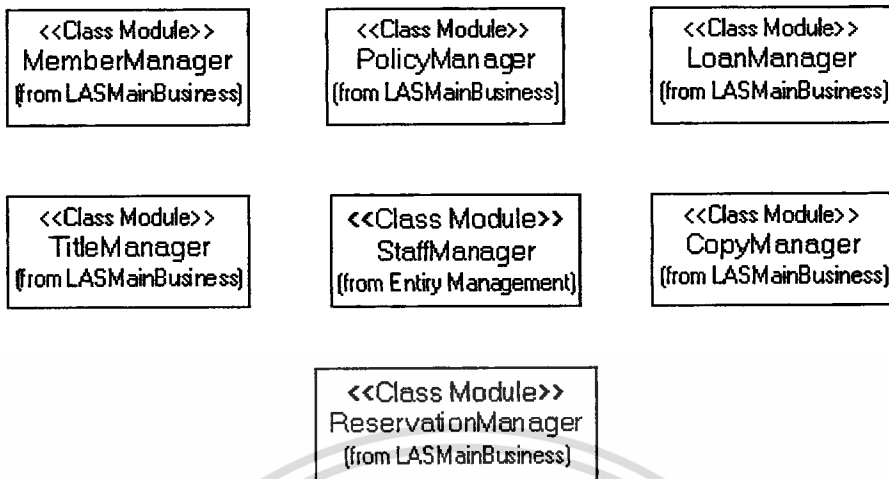 <<Class Module>>
MemberManager
(from LASMainBusiness)
<<Class Module>>
PolicyManager
(from LASMainBusiness)
<<Class Module>>
LoanManager
(from LASMainBusiness)
<<Class Module>>
TitleManager
(from LASMainBusiness)
<<Class Module>>
StaffManager
(from Entiry Management)
<<Class Module>>
CopyManager
(from LASMainBusiness)
<<Class Module>>
ReservationManager
(from LASMainBusiness)